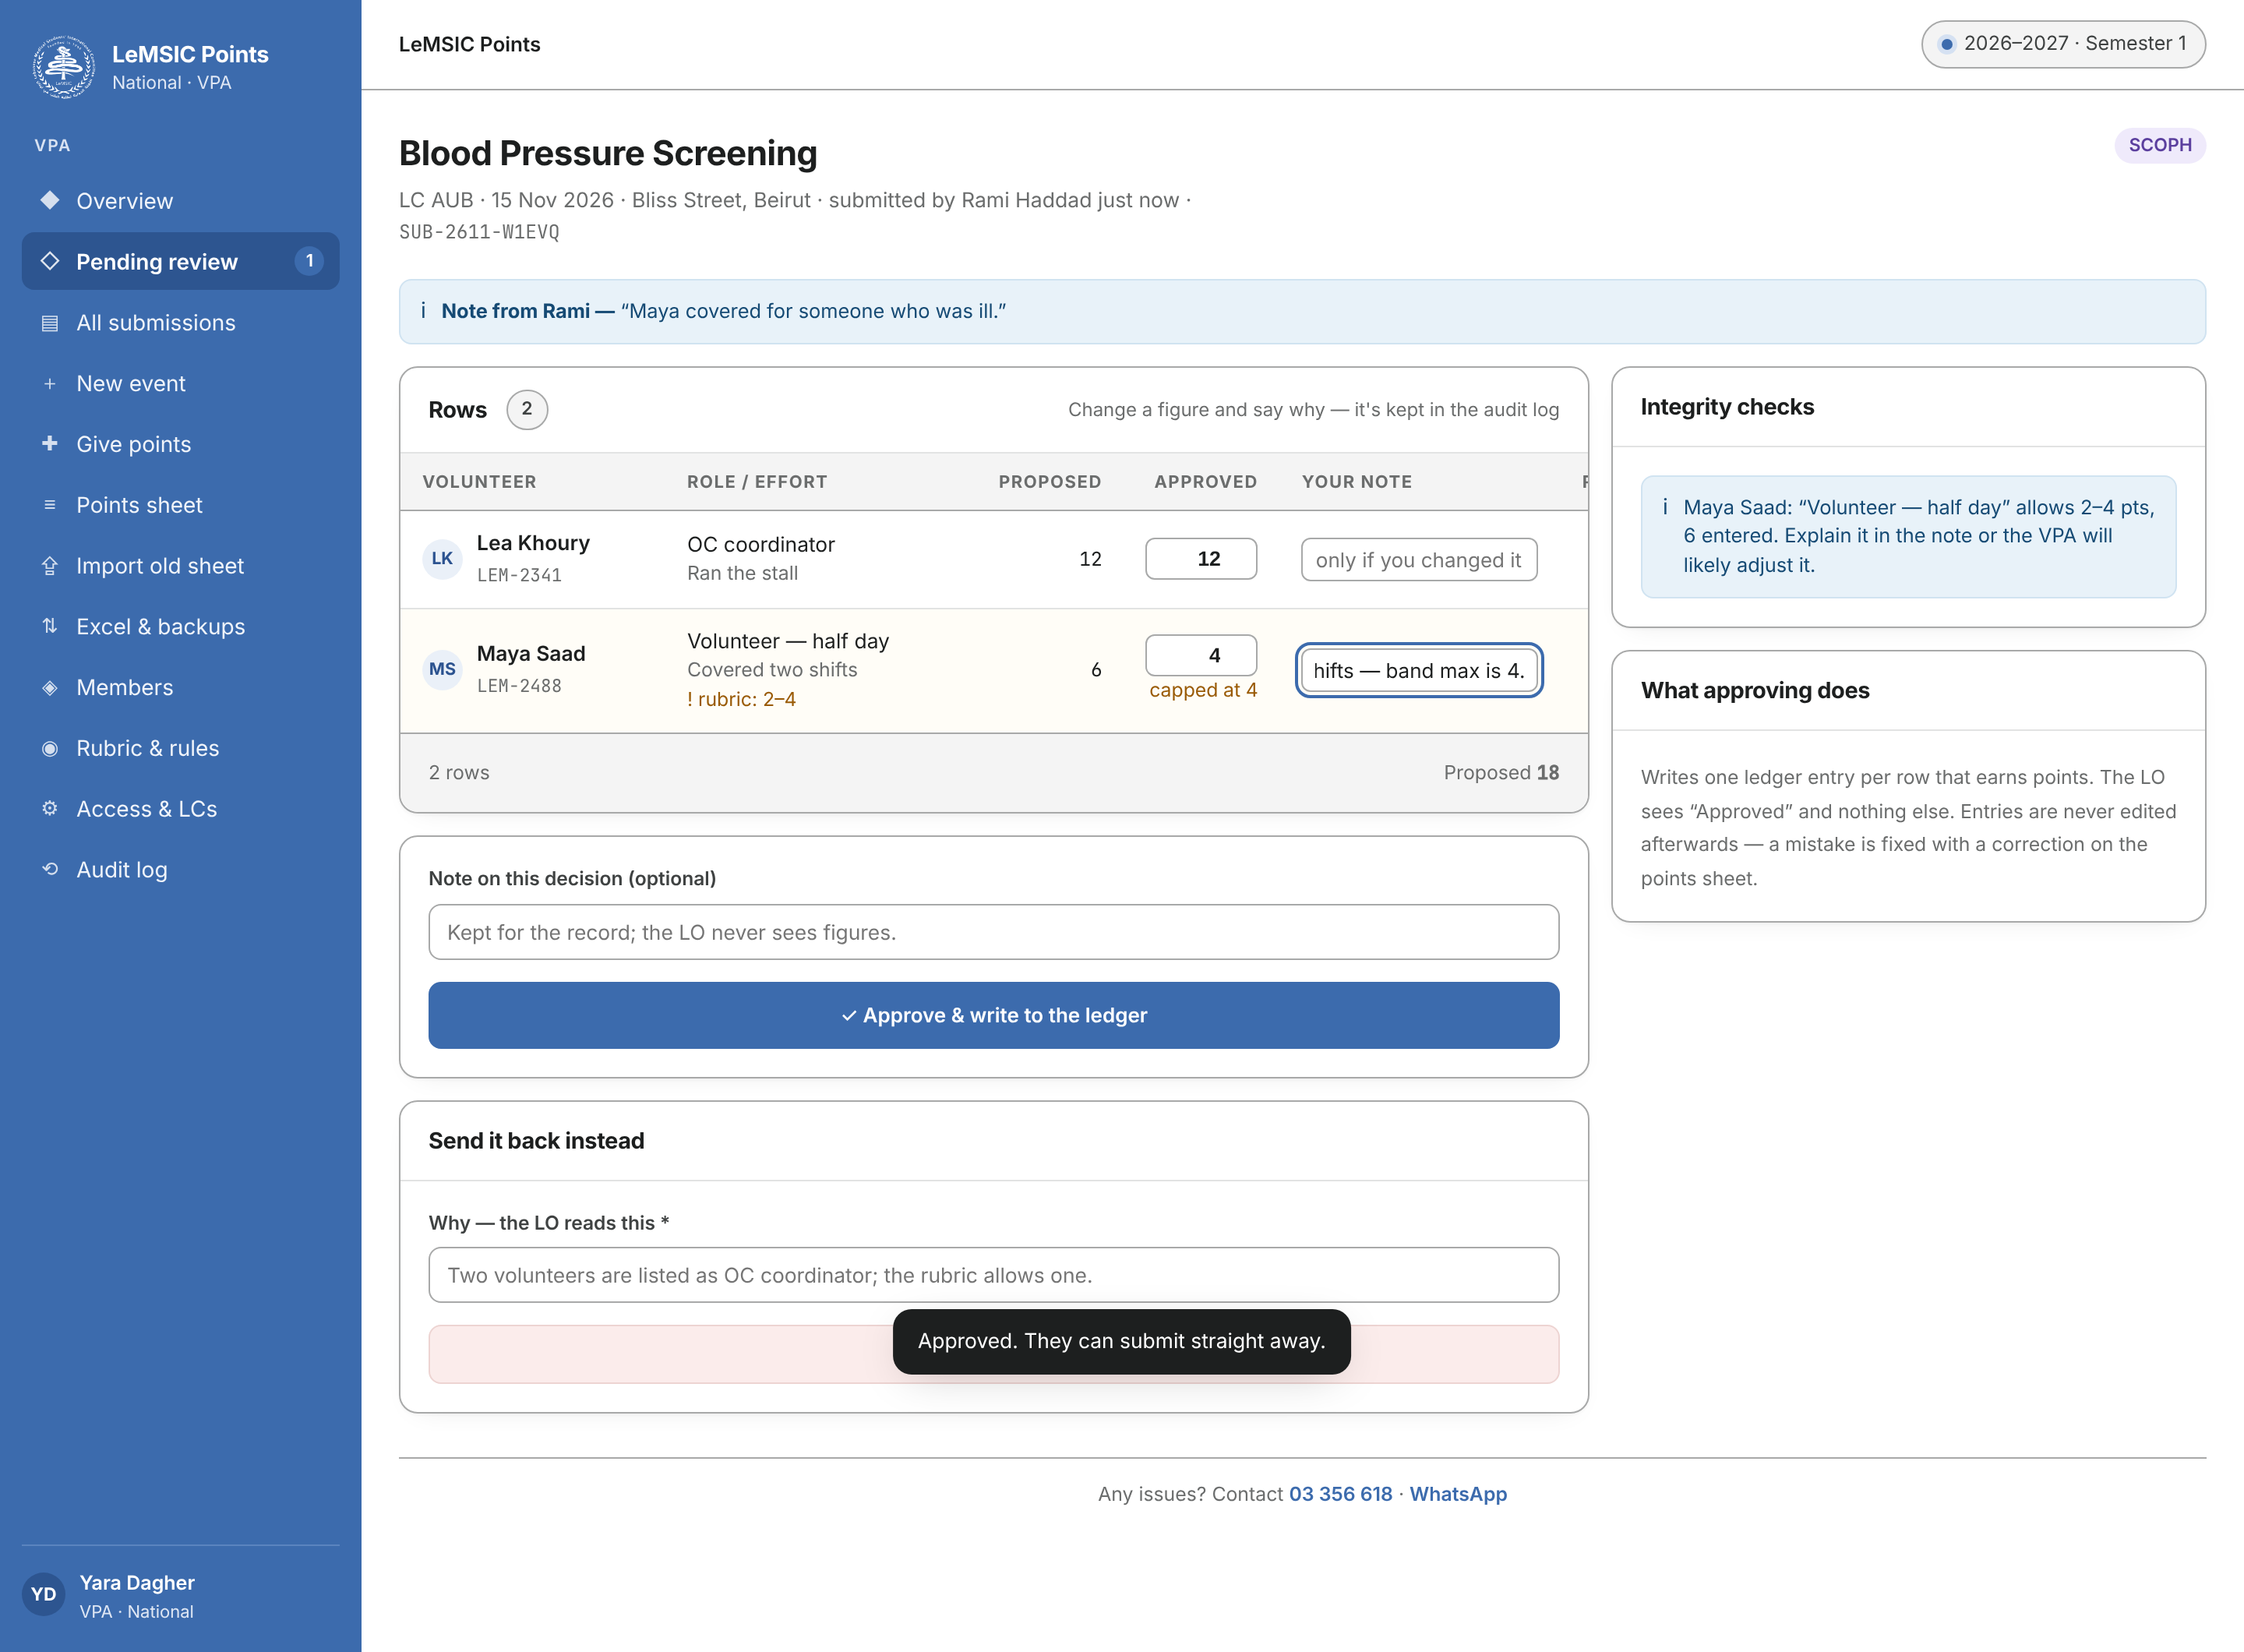 LeMSIC Points
National · VPA
VPA
Overview
Pending review 1
All submissions
New event
Give points
Points sheet
Import old sheet
Excel & backups
Members
Rubric & rules
Access & LCs
Audit log
YD Yara Dagher
VPA · National
LeMSIC Points
2026–2027 · Semester 1
Blood Pressure Screening
SCOPH
LC AUB · 15 Nov 2026 · Bliss Street, Beirut · submitted by Rami Haddad just now ·
SUB-2611-W1EVQ
i Note from Rami — “Maya covered for someone who was ill.”
Rows 2
Change a figure and say why — it's kept in the audit log
VOLUNTEER ROLE / EFFORT PROPOSED APPROVED YOUR NOTE
LK Lea Khoury
LEM-2341
OC coordinator
Ran the stall
12
12
only if you changed it
MS Maya Saad
LEM-2488
Volunteer — half day
Covered two shifts
! rubric: 2–4
6
4
capped at 4
hifts — band max is 4.
2 rows
Proposed 18
Note on this decision (optional)
Kept for the record; the LO never sees figures.
✓ Approve & write to the ledger
Send it back instead
Why — the LO reads this *
Two volunteers are listed as OC coordinator; the rubric allows one.
Approved. They can submit straight away.
Integrity checks
i Maya Saad: “Volunteer — half day” allows 2–4 pts,
6 entered. Explain it in the note or the VPA will
likely adjust it.
What approving does
Writes one ledger entry per row that earns points. The LO
sees “Approved” and nothing else. Entries are never edited
afterwards — a mistake is fixed with a correction on the
points sheet.
Any issues? Contact 03 356 618 · WhatsApp